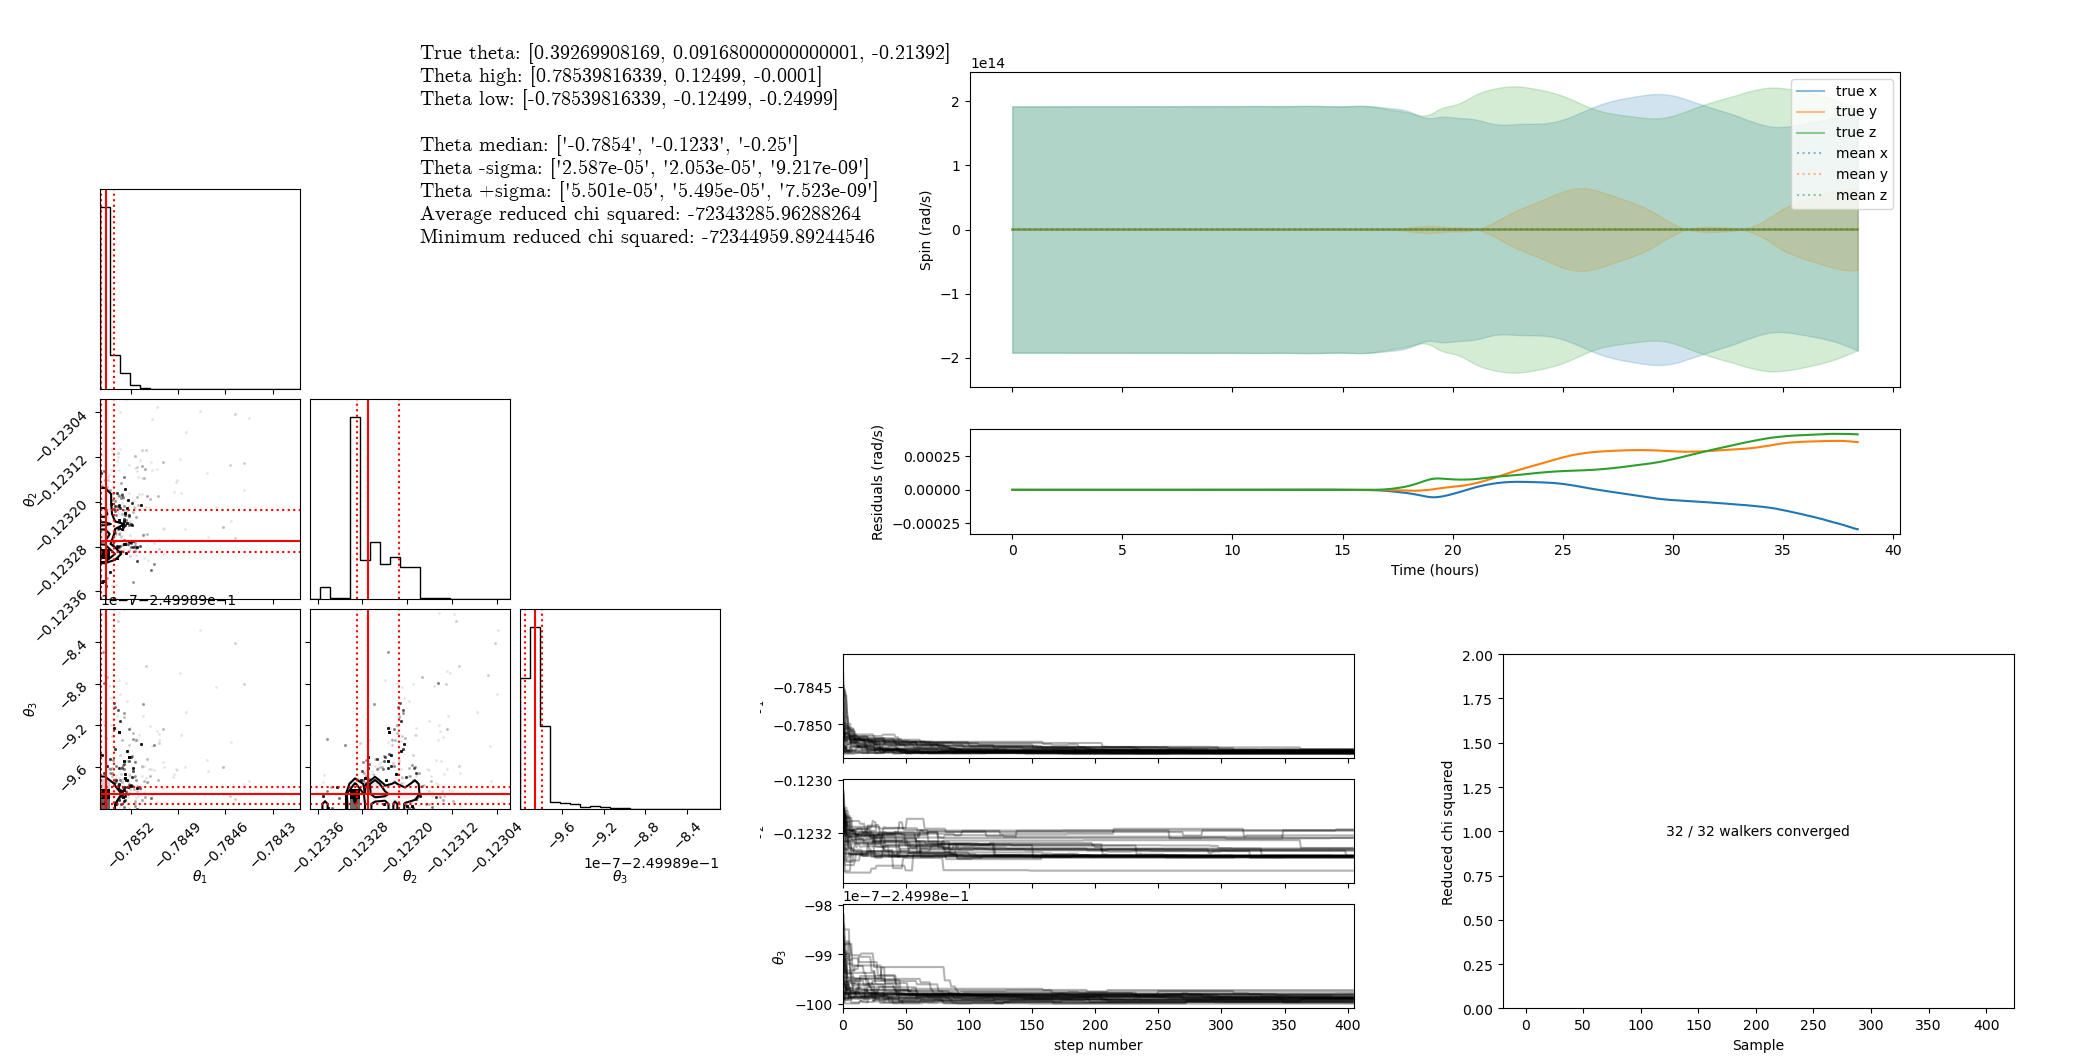 True theta: [0.39269908169, 0.09168000000000001, -0.21392]
Theta high: [0.78539816339, 0.12499, -0.0001]
Theta low: [-0.78539816339, -0.12499, -0.24999]
Theta median: ['-0.7854', '-0.1233', '-0.25']
Theta -sigma: ['2.587e-05', '2.053e-05', '9.217e-09']
Theta +sigma: ['5.501e-05', '5.495e-05', '7.523e-09']
Average reduced chi squared: -72343285.96288264
Minimum reduced chi squared: -72344959.89244546
1e14
2
1
0
−1
−2
Spin (rad/s)
true x
true y
true z
mean x
mean y
mean z
0.00025
0.00000
−0.00025
Residuals (rad/s)
0 5 10 15 20 25 30 35 40
Time (hours)
−0.12304
−0.12312
−0.12320
−0.12328
−0.12336
θ2
1e−7−2.49989e−1
−8.4
−8.8
−9.2
−9.6
θ3
−0.7852 −0.7849 −0.7846 −0.7843
θ1
−0.12336 −0.12328 −0.12320 −0.12312 −0.12304
θ2
−9.6 −9.2 −8.8 −8.4
1e−7−2.49989e−1
θ3
−0.7845
−0.7850
−0.1230
−0.1232
1e−7−2.4998e−1
−98
−99
−100
θ3
0 50 100 150 200 250 300 350 400
step number
2.00
1.75
1.50
1.25
1.00
0.75
0.50
0.25
0.00
Reduced chi squared
32 / 32 walkers converged
0 50 100 150 200 250 300 350 400
Sample